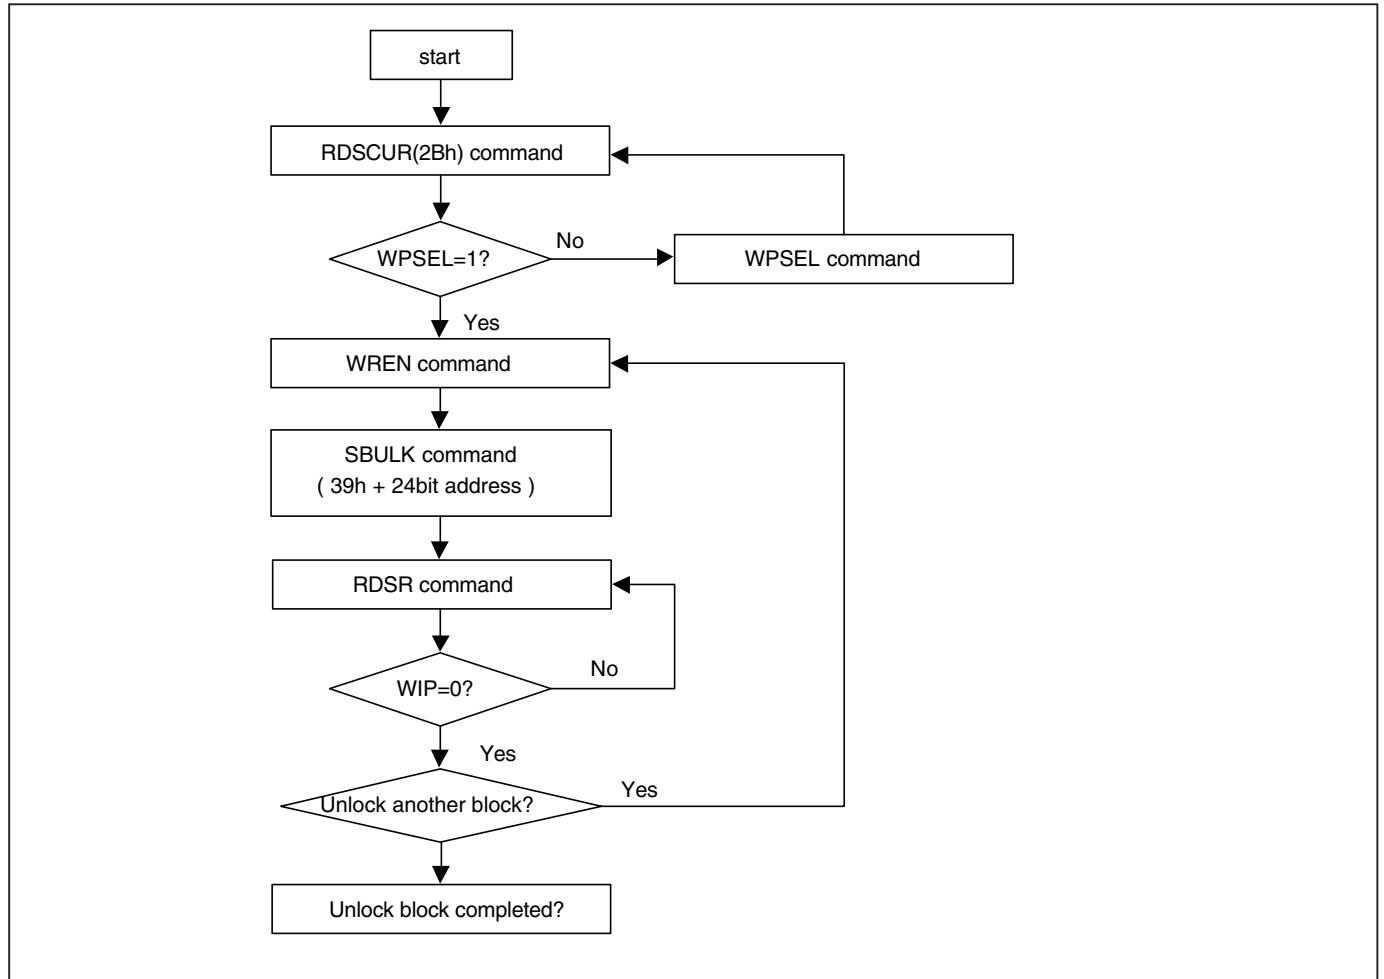 start
RDSCUR(2Bh) command
WPSEL=1?
No
WPSEL command
Yes
WREN command
SBULK command
( 39h + 24bit address )
RDSR command
WIP=0?
No
Yes
Unlock another block?
Yes
Unlock block completed?